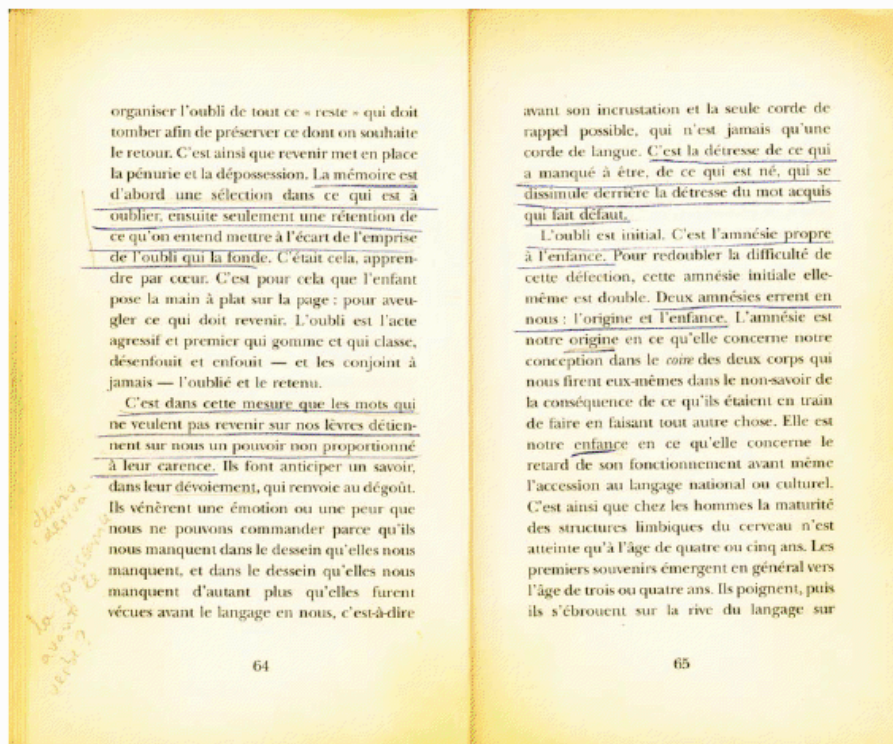 organiser l'oubli de tout ce « reste » qui doit
tomber afin de préserver ce dont on souhaite
le retour. C'est ainsi que revenir met en place
la pénurie et la dépossession. La mémoire est
d'abord une sélection dans ce qui est à
oublier, ensuite seulement une rétention de
ce qu'on entend mettre à l'écart de l'emprise
de l'oubli qui la fonde. C'était cela, appren-
dre par cœur. C'est pour cela que l'enfant
pose la main à plat sur la page : pour aveu-
gler ce qui doit revenir. L'oubli est l'acte
agressif et premier qui gomme et qui classe,
désenfouit et enfouit — et les conjoint à
jamais — l'oublié et le retenu.
C'est dans cette mesure que les mots qui
ne veulent pas revenir sur nos lèvres détien-
nent sur nous un pouvoir non proportionné
à leur carence. Ils font anticiper un savoir,
dans leur dévoiement, qui renvoie au dégoût.
Ils vénèrent une émotion ou une peur que
nous ne pouvons commander parce qu'ils
nous manquent dans le dessein qu'elles nous
manquent, et dans le dessein qu'elles nous
manquent d'autant plus qu'elles furent
vécues avant le langage en nous, c'est-à-dire
la
avant le
verbe ?
64
avant son incrustation et la seule corde de
rappel possible, qui n'est jamais qu'une
corde de langue. C'est la détresse de ce qui
a manqué à être, de ce qui est né, qui se
dissimule derrière la détresse du mot acquis
qui fait défaut.
L'oubli est initial. C'est l'amnésie propre
à l'enfance. Pour redoubler la difficulté de
cette défection, cette amnésie initiale elle-
même est double. Deux amnésies errent en
nous : l'origine et l'enfance. L'amnésie est
notre origine en ce qu'elle concerne notre
conception dans le coïre des deux corps qui
nous firent eux-mêmes dans le non-savoir de
la conséquence de ce qu'ils étaient en train
de faire en faisant tout autre chose. Elle est
notre enfance en ce qu'elle concerne le
retard de son fonctionnement avant même
l'accession au langage national ou culturel.
C'est ainsi que chez les hommes la maturité
des structures limbiques du cerveau n'est
atteinte qu'à l'âge de quatre ou cinq ans. Les
premiers souvenirs émergent en général vers
l'âge de trois ou quatre ans. Ils poignent, puis
ils s'ébrouent sur la rive du langage sur
65